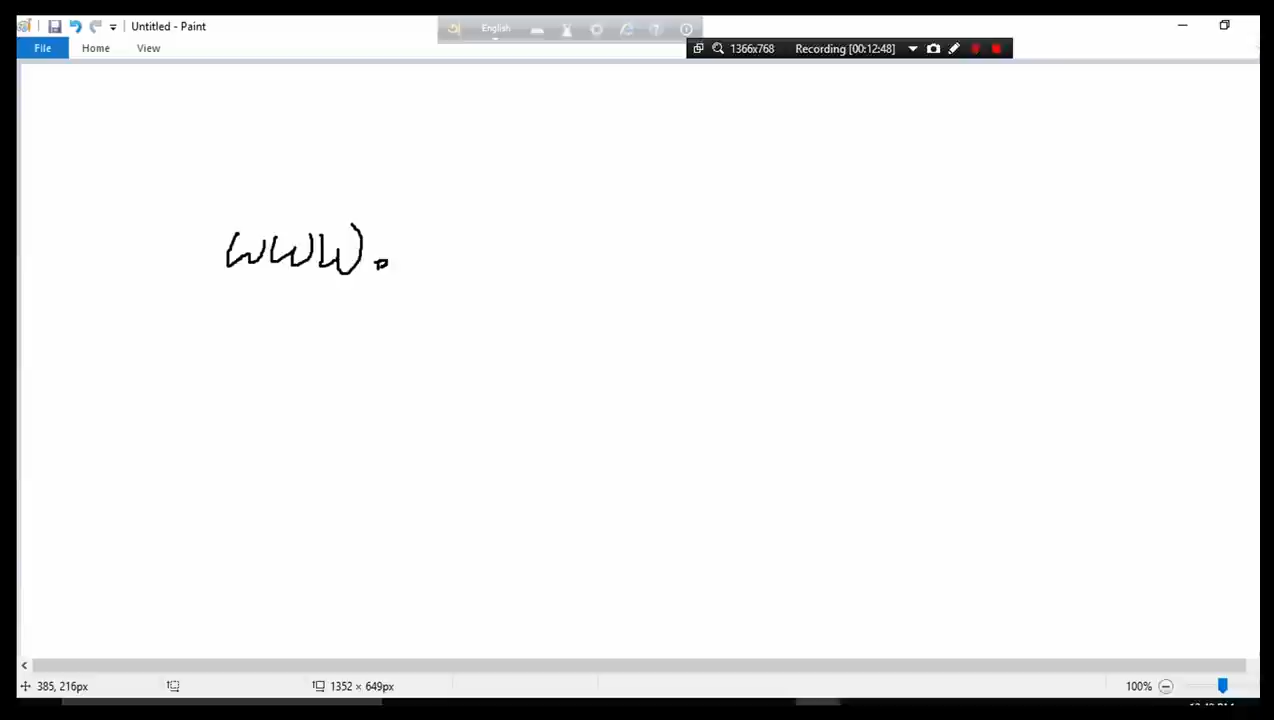 Untitled - Paint
English
File Home View
1366x768 Recording [00:12:48]
www.
385, 216px
1352 × 649px
100%